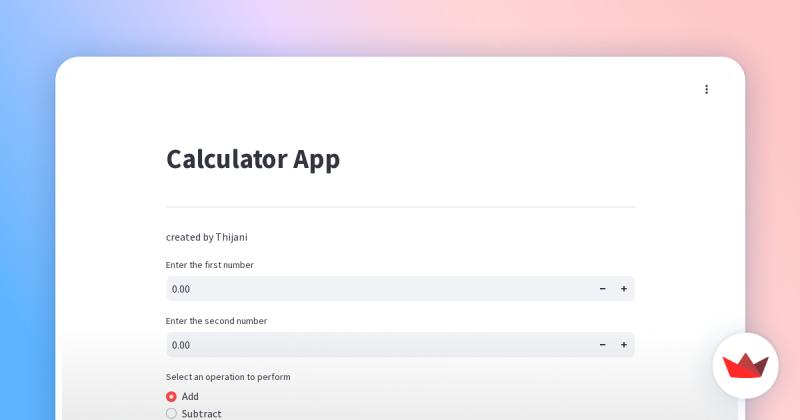 Calculator App
created by Thijani
Enter the first number
0.00 − +
Enter the second number
0.00 − +
Select an operation to perform
Add
Subtract